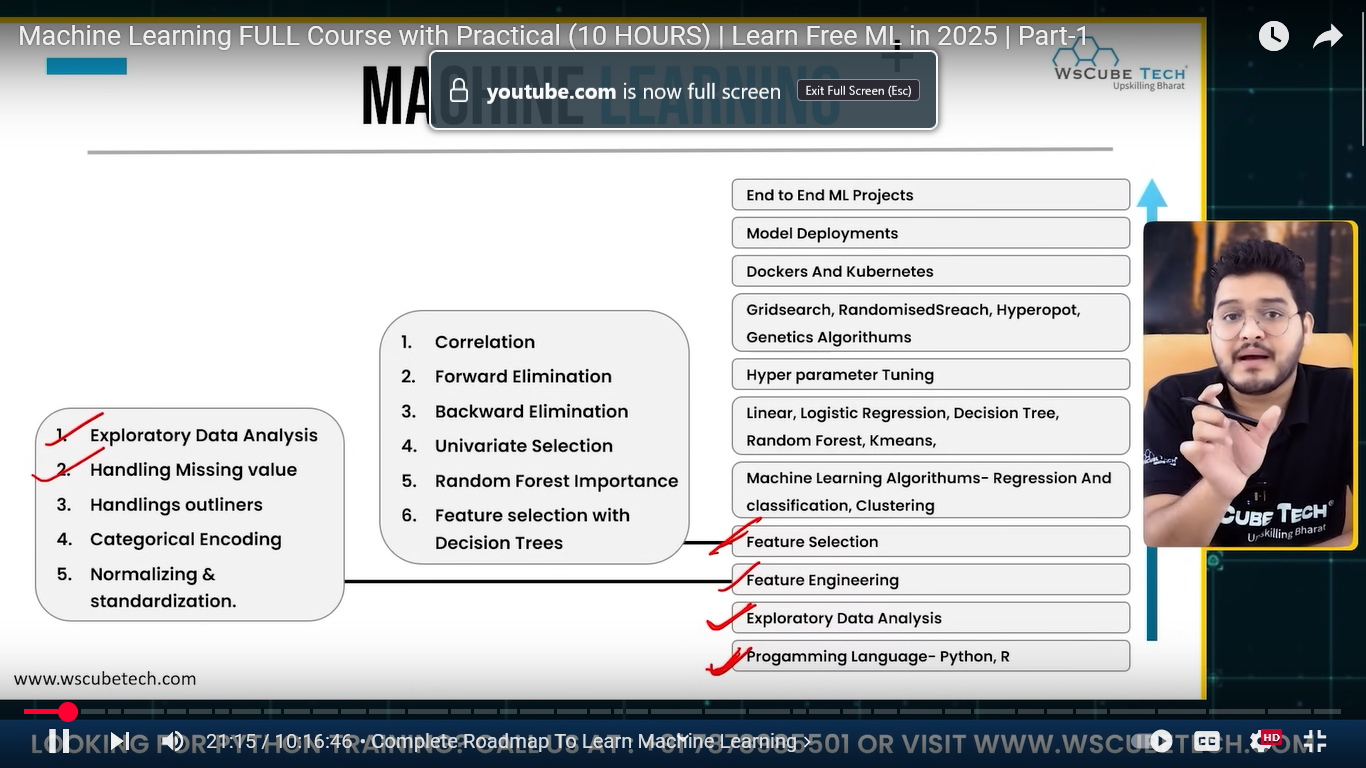 Machine Learning FULL Course with Practical (10 HOURS) | Learn Free ML in 2025 | Part-1
WsCube Tech
Upskilling Bharat
youtube.com is now full screen Exit Full Screen (Esc)
MACHINE LEARNING
End to End ML Projects
Model Deployments
Dockers And Kubernetes
Gridsearch, RandomisedSreach, Hyperopot,
Genetics Algorithums
Hyper parameter Tuning
Linear, Logistic Regression, Decision Tree,
Random Forest, Kmeans,
Machine Learning Algorithums- Regression And
classification, Clustering
Feature Selection
Feature Engineering
Exploratory Data Analysis
Progamming Language- Python, R
1. Correlation
2. Forward Elimination
3. Backward Elimination
4. Univariate Selection
5. Random Forest Importance
6. Feature selection with
Decision Trees
1. Exploratory Data Analysis
2. Handling Missing value
3. Handlings outliners
4. Categorical Encoding
5. Normalizing &
standardization.
CUBE TECH
Upskilling Bharat
www.wscubetech.com
21:15 / 10:16:46 • Complete Roadmap To Learn Machine Learning
HD
LOOKING FOR TRAINING CALL US AT 501 OR VISIT WWW.WSCUBETECH.COM